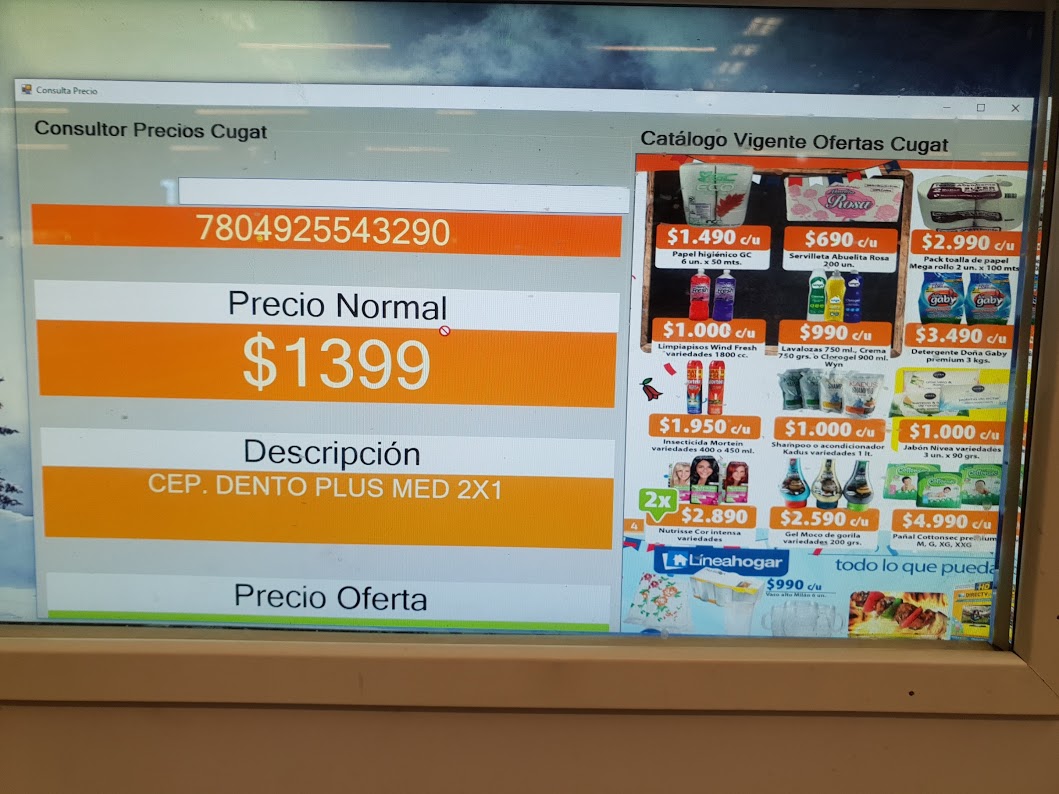 Consulta Precio
Consultor Precios Cugat
7804925543290
Precio Normal
$1399
Descripción
CEP. DENTO PLUS MED 2X1
Precio Oferta
Catálogo Vigente Ofertas Cugat
$1.490 c/u
Papel higiénico GC
6 un. x 50 mts.
Rosa
$690 c/u
Servilleta Abuelita Rosa
200 un.
$2.990 c/u
Pack toalla de papel
Mega rollo 2 un. x 100 mts
$1.000 c/u
Limpiapisos Wind Fresh
variedades 1800 cc.
$990 c/u
Lavalozas 750 ml., Crema
750 grs. o Clorogel 900 ml.
Wyn
gaby
gaby
$3.490 c/u
Detergente Doña Gaby
premium 3 kgs.
$1.950 c/u
Insecticida Mortein
variedades 400 o 450 ml.
$1.000 c/u
Shampoo o acondicionador
Kadus variedades 1 lt.
$1.000 c/u
Jabón Nivea variedades
3 un. x 90 grs.
2x
$2.890
Nutrisse Cor intensa
variedades
$2.590 c/u
Gel Moco de gorila
variedades 200 grs.
$4.990 c/u
Pañal Cottonsec premium
M, G, XG, XXG
4
Líneahogar
todo lo que pueda
$990 c/u
Vaso alto Milán 6 un.
HD
DIRECTV